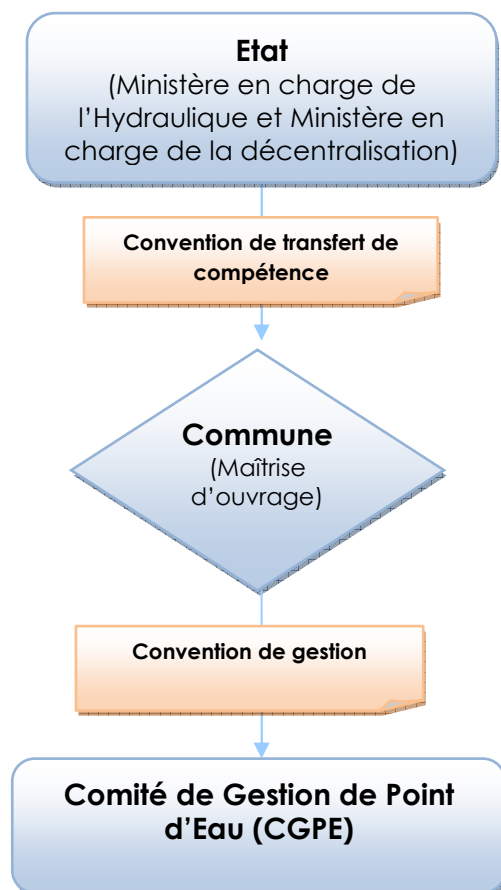 Etat
(Ministère en charge de
l'Hydraulique et Ministère en
charge de la décentralisation)
Convention de transfert de
compétence
Commune
(Maîtrise
d'ouvrage)
Convention de gestion
Comité de Gestion de Point
d'Eau (CGPE)